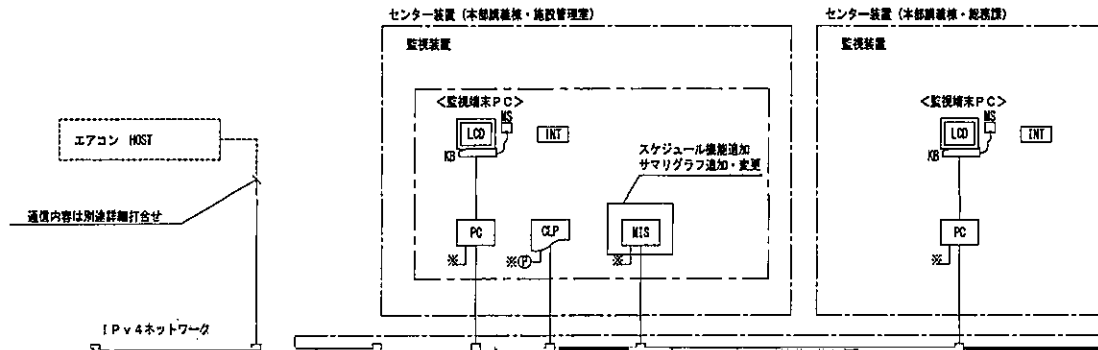 センター装置（本部講義棟・施設管理室）
センター装置（本部講義棟・総務課）
監視装置
監視装置
＜監視端末ＰＣ＞
＜監視端末ＰＣ＞
MS
MS
LCD
INT
LCD
INT
エアコン HOST
KB
KB
スケジュール機能追加
サマリグラフ追加・変更
通信内容は別途詳細打合せ
PC
CLP
MIS
PC
※
※Ⓟ
※
※
ＩＰｖ４ネットワーク